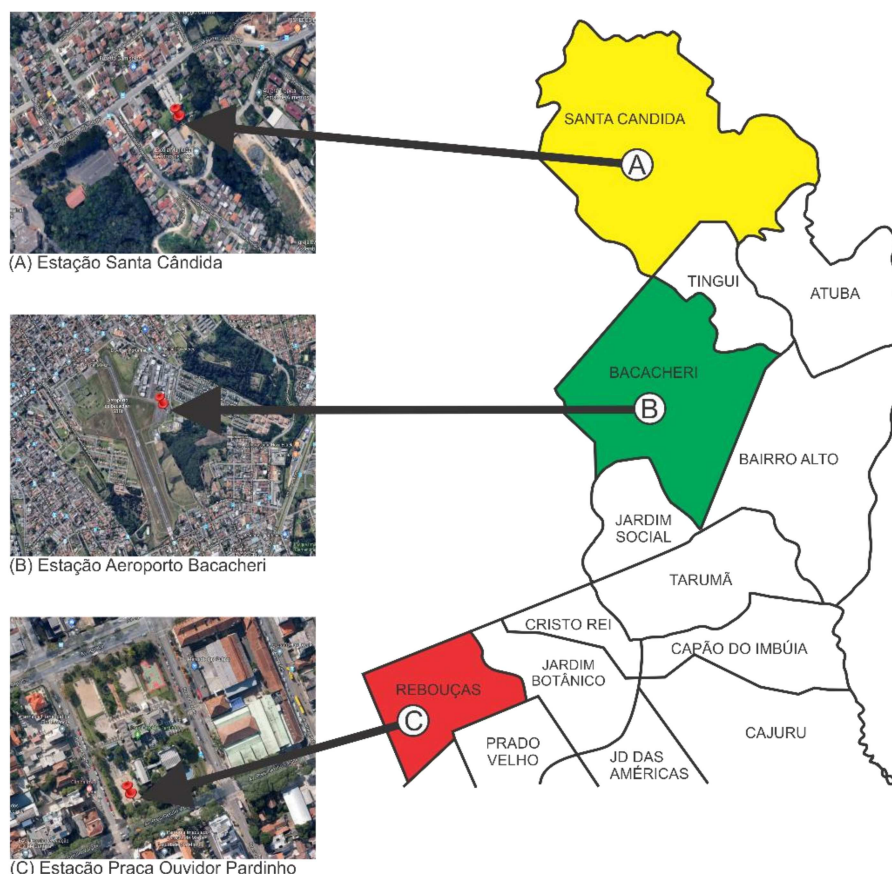 SANTA CANDIDA
A
(A) Estação Santa Cândida
TINGUI
ATUBA
BACACHERI
B
BAIRRO ALTO
(B) Estação Aeroporto Bacacheri
JARDIM
SOCIAL
TARUMÃ
CRISTO REI
CAPÃO DO IMBÚIA
JARDIM
BOTÂNICO
REBOUÇAS
C
PRADO
VELHO
JD DAS
AMÉRICAS
CAJURU
(C) Estação Praça Ouvidor Pardinho